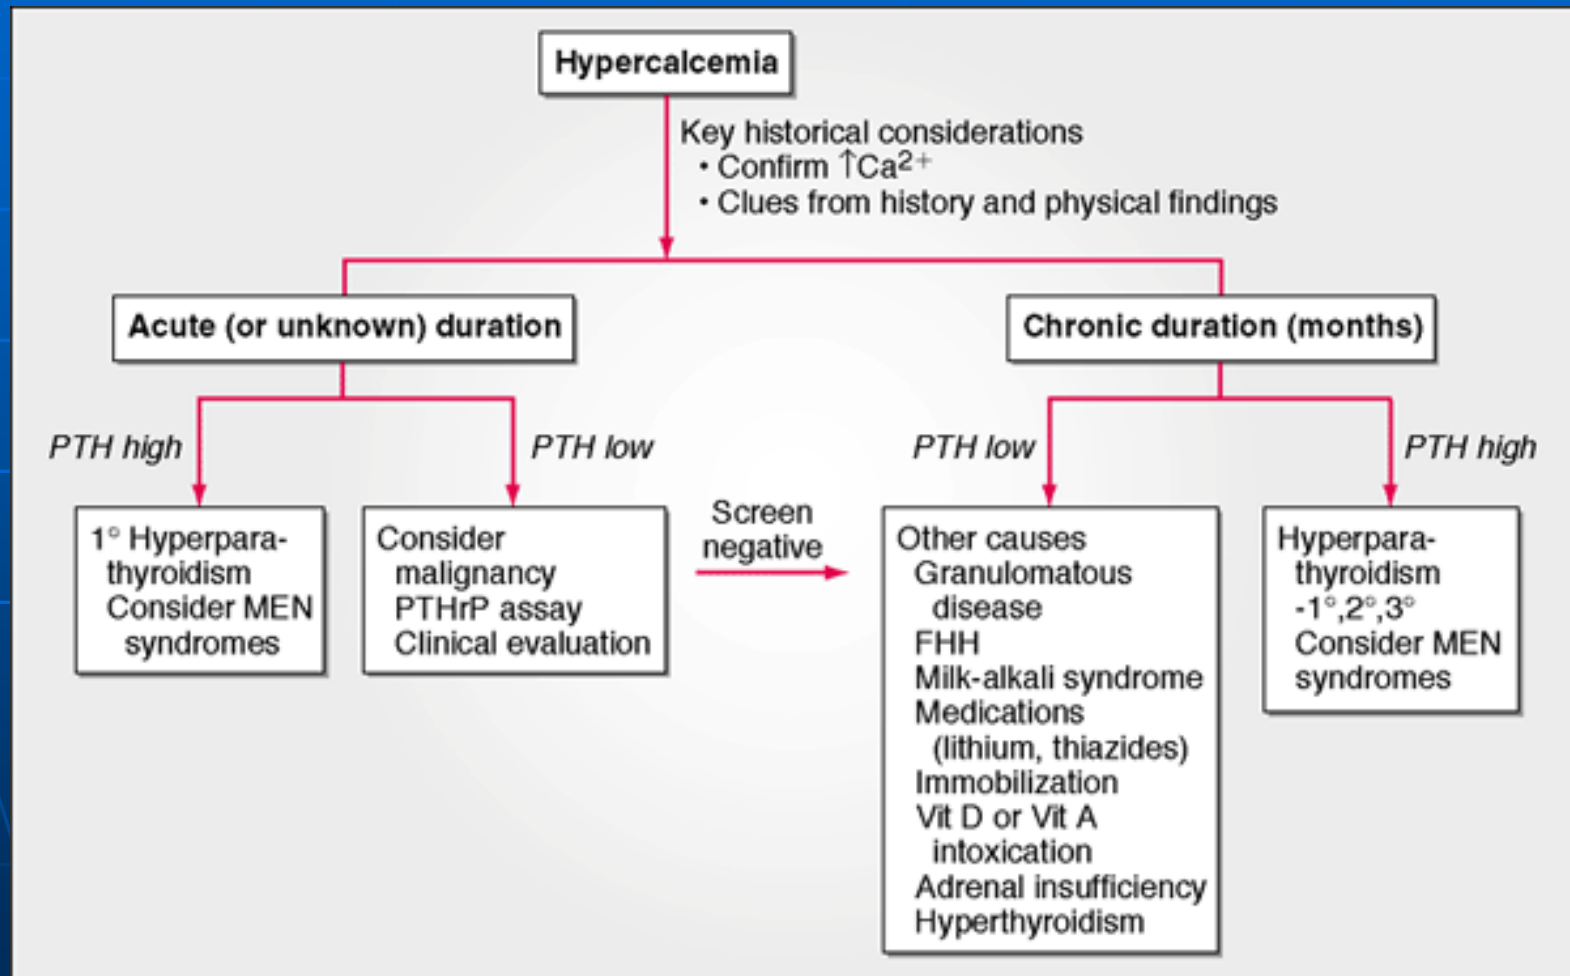 Hypercalcemia
Key historical considerations
• Confirm ↑Ca²⁺
• Clues from history and physical findings
Acute (or unknown) duration
Chronic duration (months)
PTH high
PTH low
PTH low
PTH high
1° Hyperpara-
thyroidism
Consider MEN
syndromes
Consider
malignancy
PTHrP assay
Clinical evaluation
Screen
negative
Other causes
Granulomatous
disease
FHH
Milk-alkali syndrome
Medications
(lithium, thiazides)
Immobilization
Vit D or Vit A
intoxication
Adrenal insufficiency
Hyperthyroidism
Hyperpara-
thyroidism
-1°,2°,3°
Consider MEN
syndromes